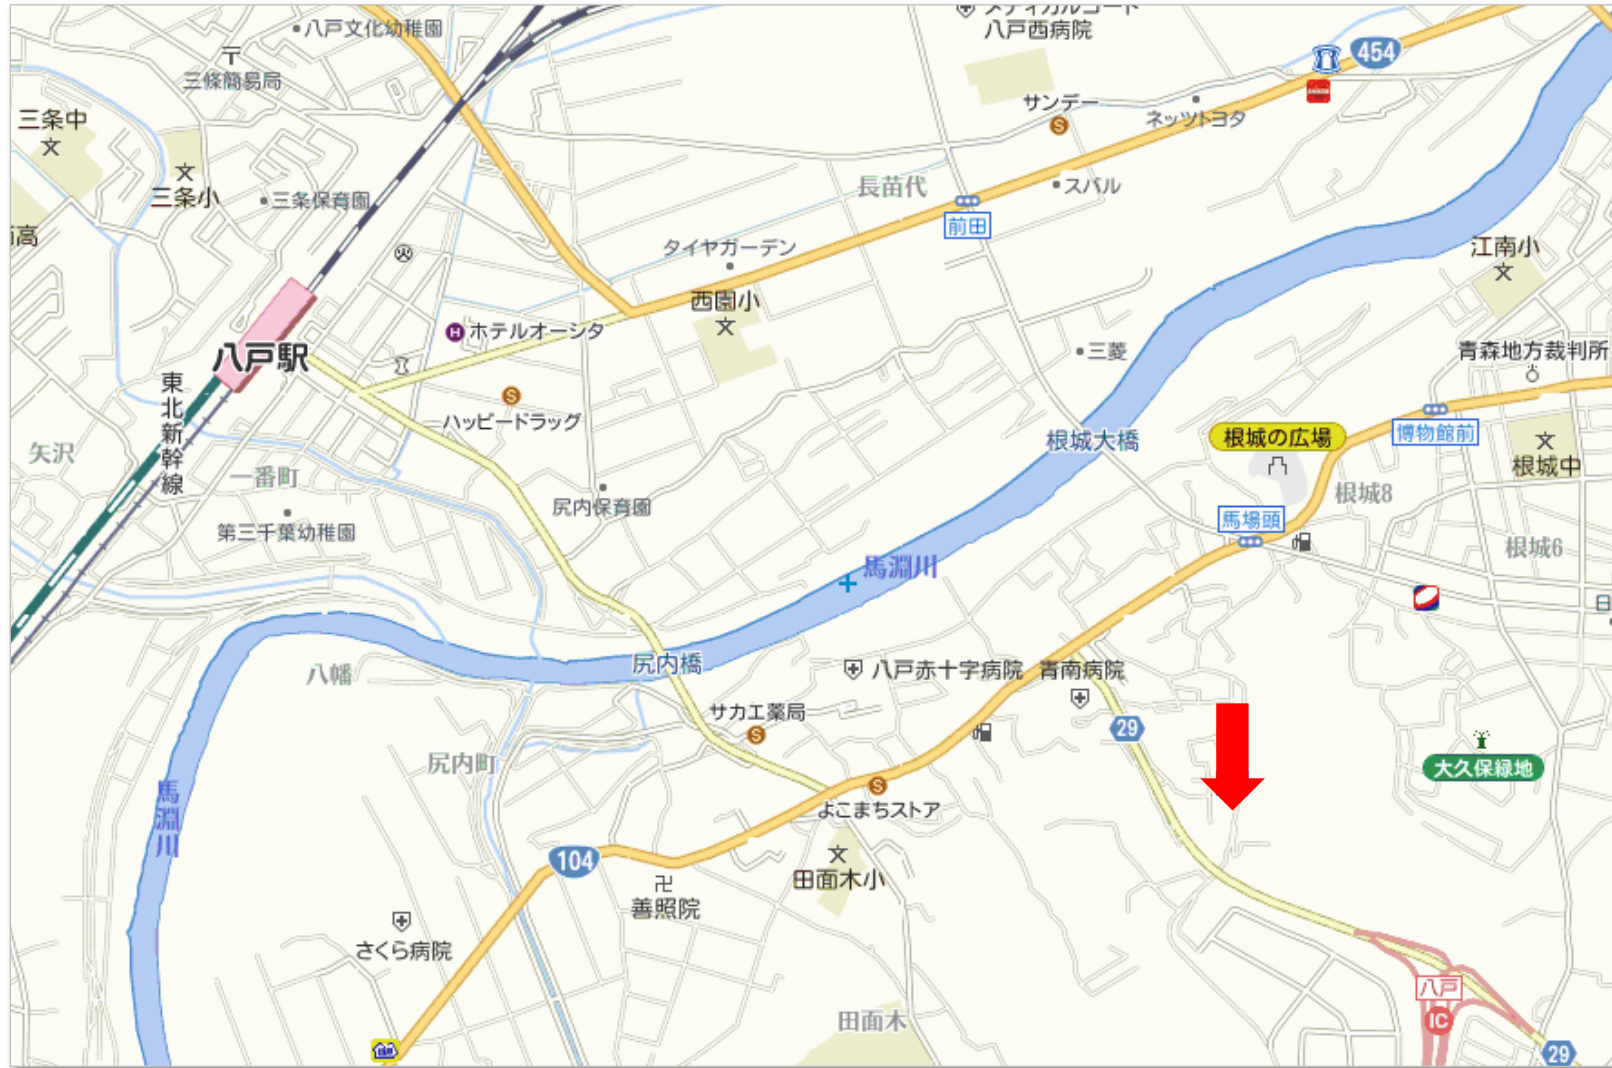 八戸文化幼稚園
メディカルコート
八戸西病院
454
三條簡易局
サンデー
ネッツトヨタ
三条中
三条小
三条保育園
長苗代
スバル
前田
高
タイヤガーデン
江南小
西園小
ホテルオーシタ
八戸駅
三菱
青森地方裁判所
東北新幹線
ハッピードラッグ
根城大橋
根城の広場
博物館前
矢沢
一番町
根城中
尻内保育園
根城8
第三千葉幼稚園
馬場頭
根城6
馬淵川
日
尻内橋
八幡
八戸赤十字病院
青南病院
サカエ薬局
29
尻内町
大久保緑地
馬淵川
よこまちストア
104
田面木小
善照院
さくら病院
八戸
IC
田面木
29